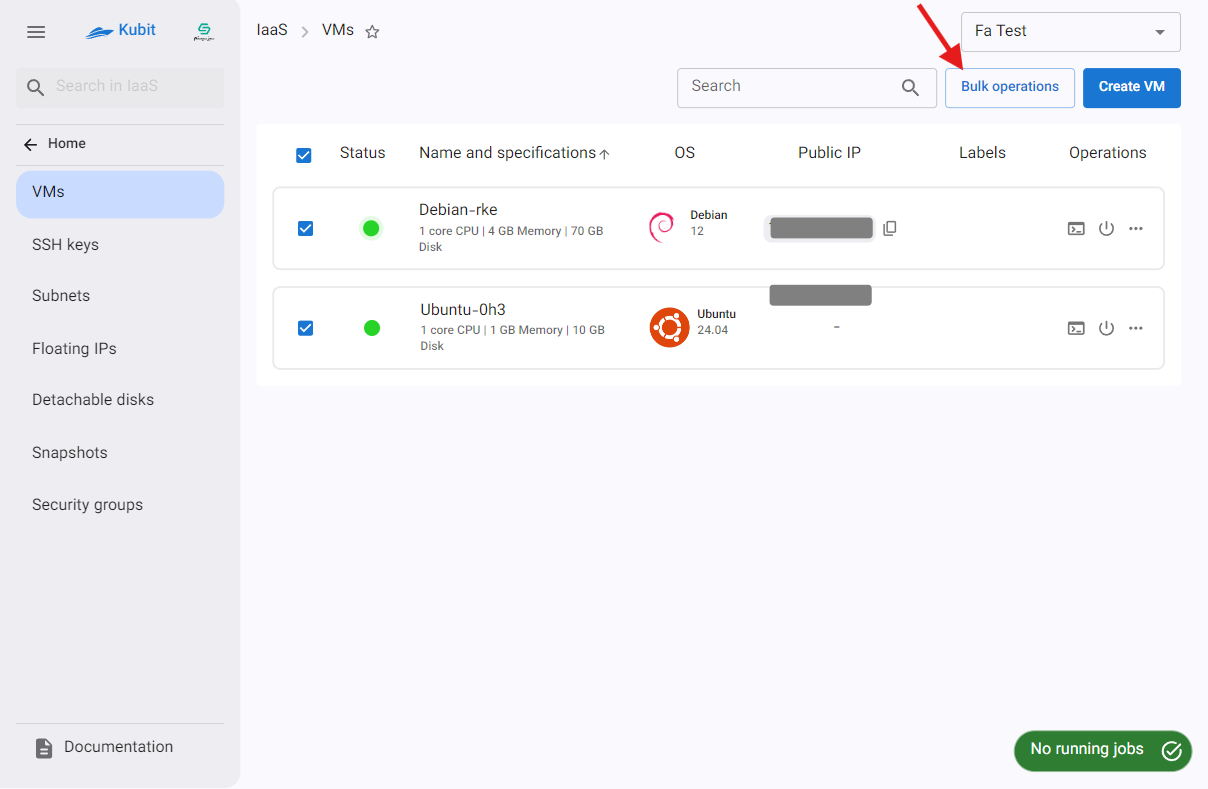 Kubit
IaaS
VMs
Fa Test
Search in IaaS
Search
Bulk operations
Create VM
Home
VMs
SSH keys
Subnets
Floating IPs
Detachable disks
Snapshots
Security groups
Documentation
Status
Name and specifications
OS
Public IP
Labels
Operations
Debian-rke
1 core CPU | 4 GB Memory | 70 GB
Disk
Debian
12
Ubuntu-0h3
1 core CPU | 1 GB Memory | 10 GB
Disk
Ubuntu
24.04
-
No running jobs